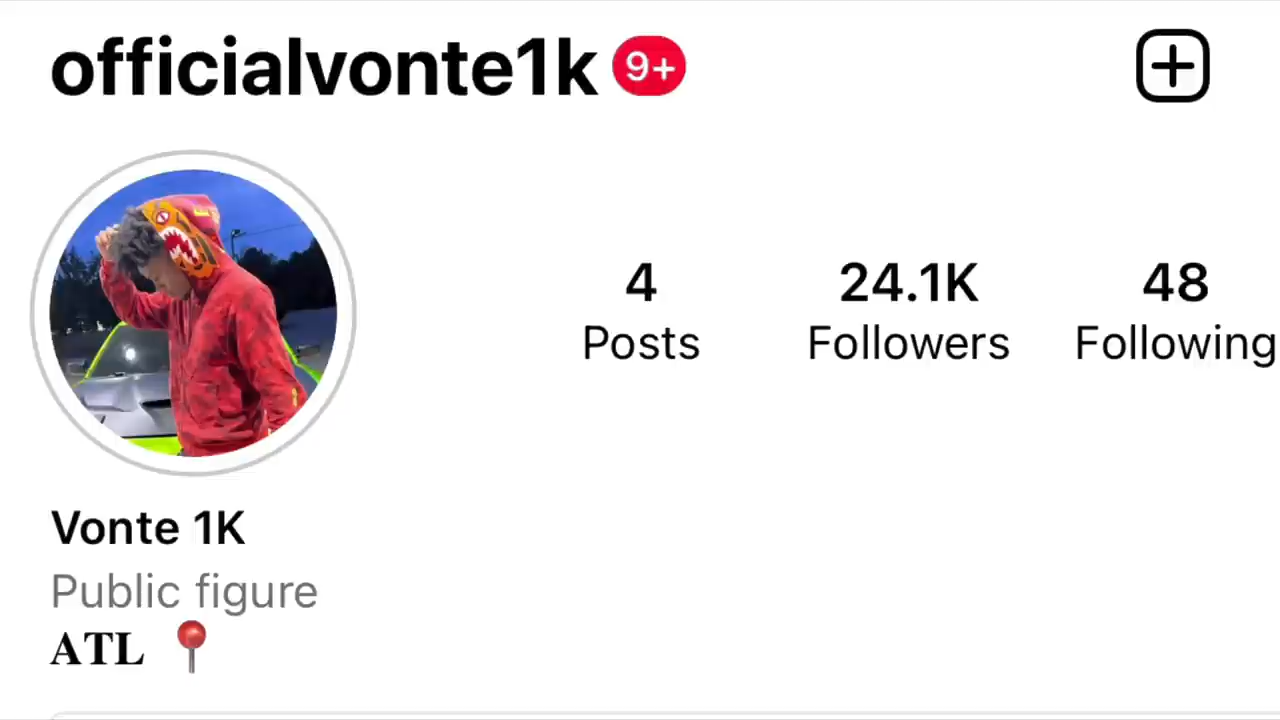 officialvonte1k 9+
4 24.1K 48
Posts Followers Following
Vonte 1K
Public figure
ATL 📍